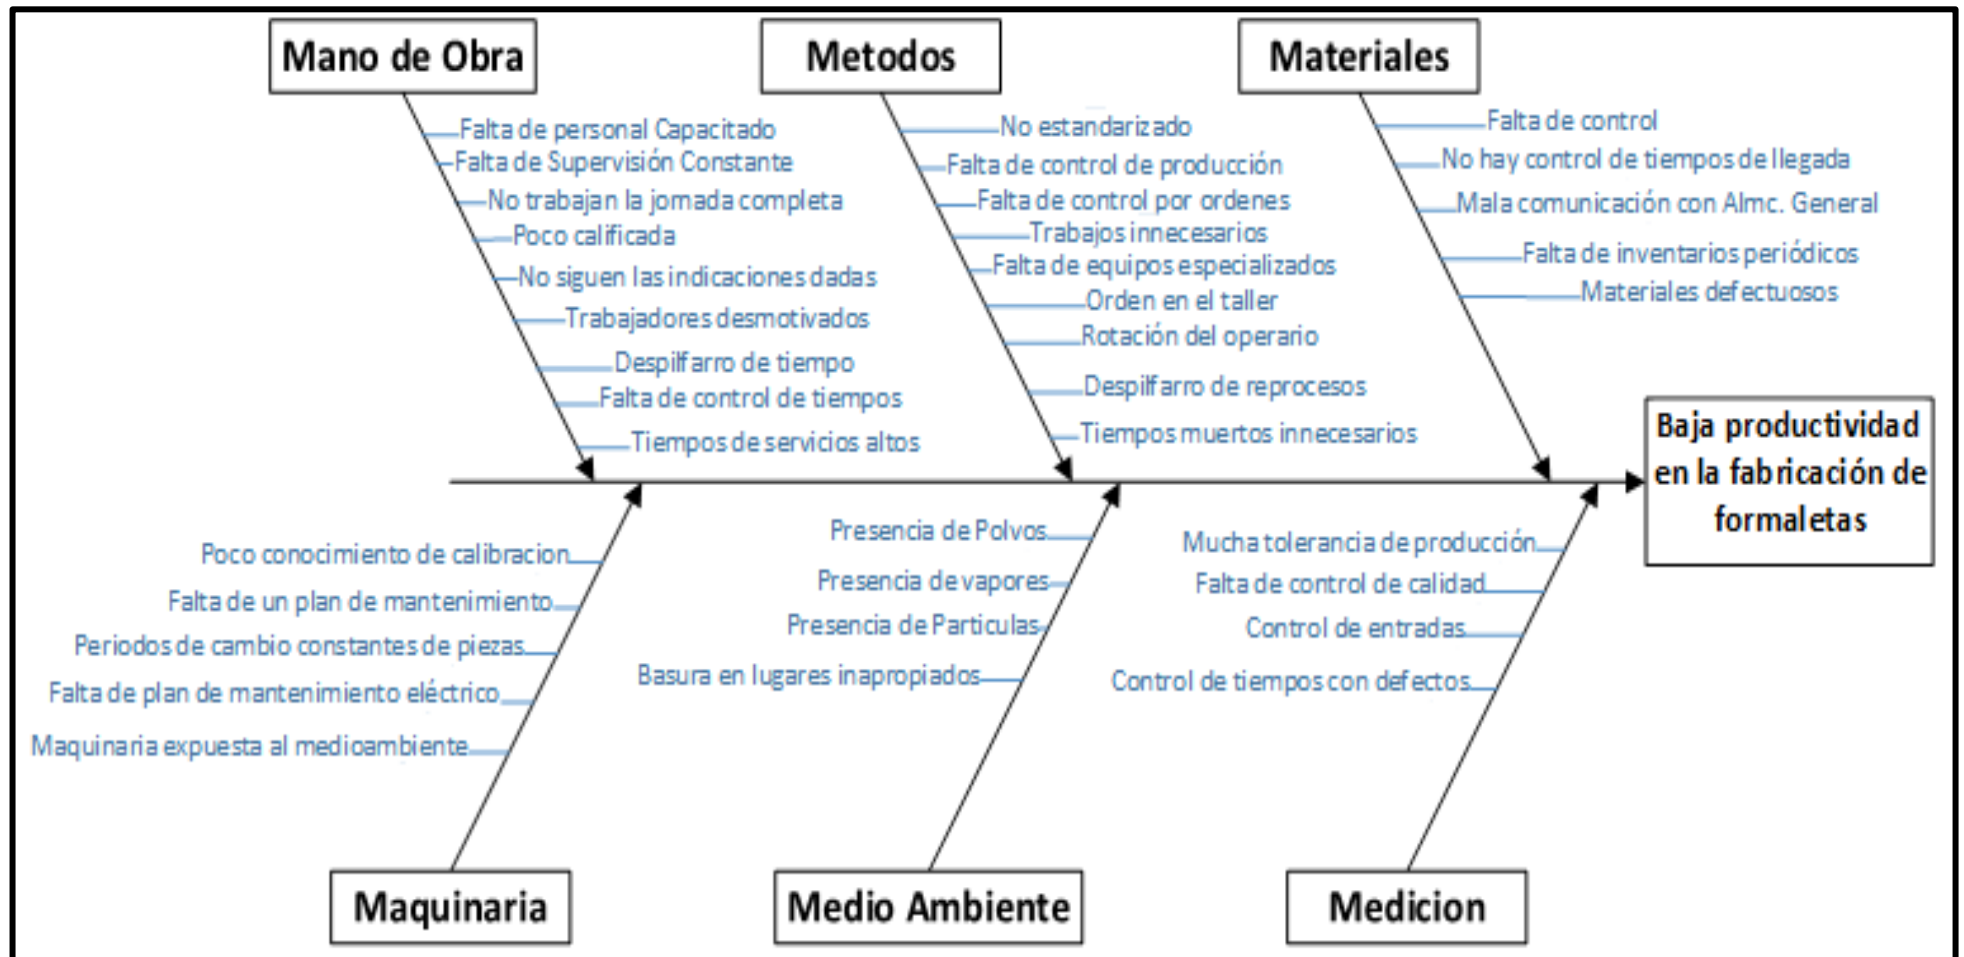 Mano de Obra
Falta de personal Capacitado
Falta de Supervisión Constante
No trabajan la jornada completa
Poco calificada
No siguen las indicaciones dadas
Trabajadores desmotivados
Despilfarro de tiempo
Falta de control de tiempos
Tiempos de servicios altos
Metodos
No estandarizado
Falta de control de producción
Falta de control por ordenes
Trabajos innecesarios
Falta de equipos especializados
Orden en el taller
Rotación del operario
Despilfarro de reprocesos
Tiempos muertos innecesarios
Materiales
Falta de control
No hay control de tiempos de llegada
Mala comunicación con Almc. General
Falta de inventarios periódicos
Materiales defectuosos
Baja productividad
en la fabricación de
formaletas
Poco conocimiento de calibracion
Falta de un plan de mantenimiento
Periodos de cambio constantes de piezas
Falta de plan de mantenimiento eléctrico
Maquinaria expuesta al medioambiente
Maquinaria
Presencia de Polvos
Presencia de vapores
Presencia de Particulas
Basura en lugares inapropiados
Medio Ambiente
Mucha tolerancia de producción
Falta de control de calidad
Control de entradas
Control de tiempos con defectos
Medicion